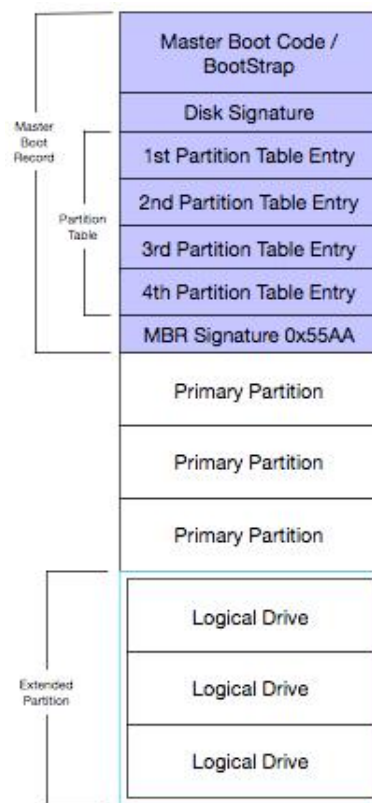 Master Boot Code /
BootStrap
Disk Signature
Master
Boot
Record
1st Partition Table Entry
2nd Partition Table Entry
Partition
Table
3rd Partition Table Entry
4th Partition Table Entry
MBR Signature 0x55AA
Primary Partition
Primary Partition
Primary Partition
Logical Drive
Extended
Partition
Logical Drive
Logical Drive